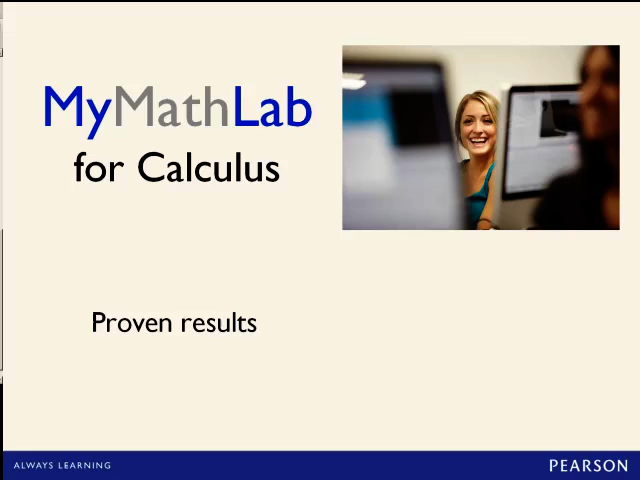 MyMathLab
for Calculus
Proven results
ALWAYS LEARNING
PEARSON